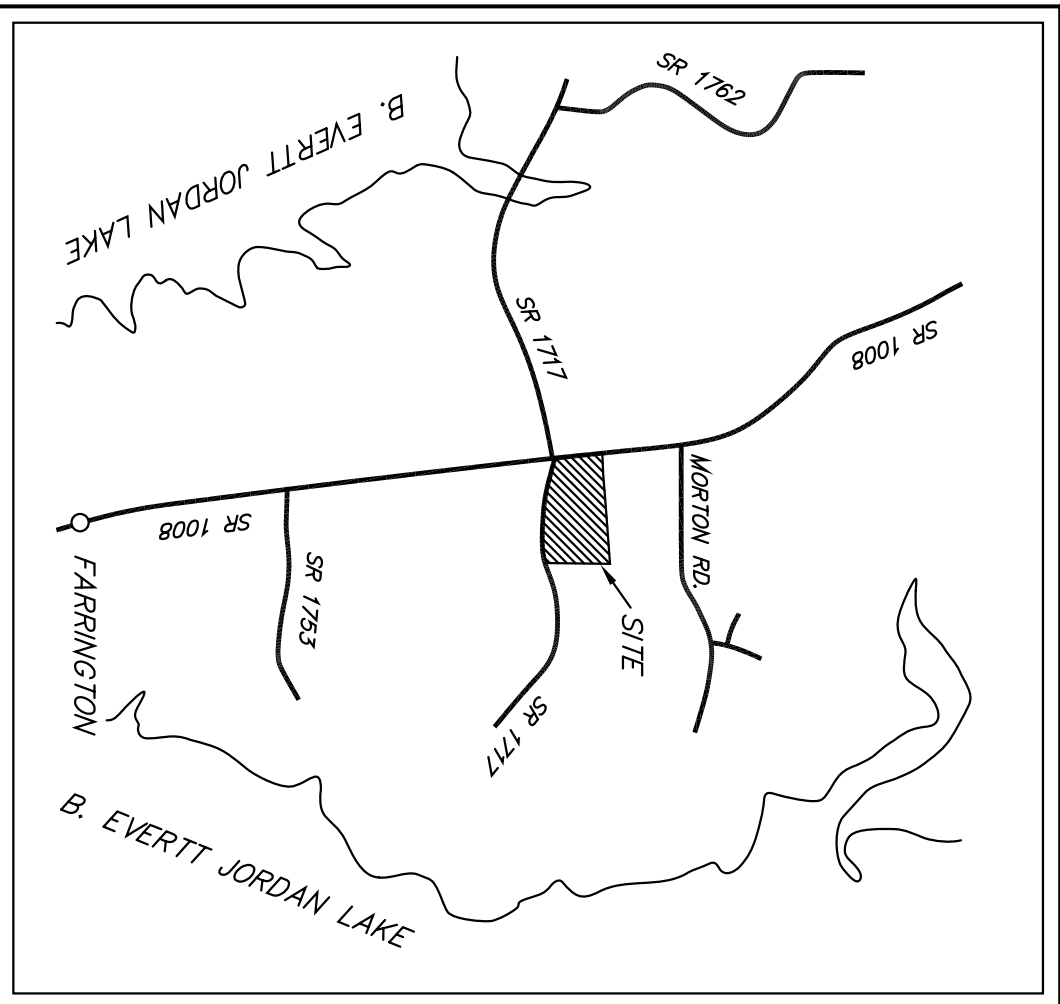 SR 1762
B. EVERTT JORDAN LAKE
SR 1717
SR 1008
MORTON RD.
SR 1008
SR 1753
FARRINGTON
SITE
SR 1717
B. EVERTT JORDAN LAKE